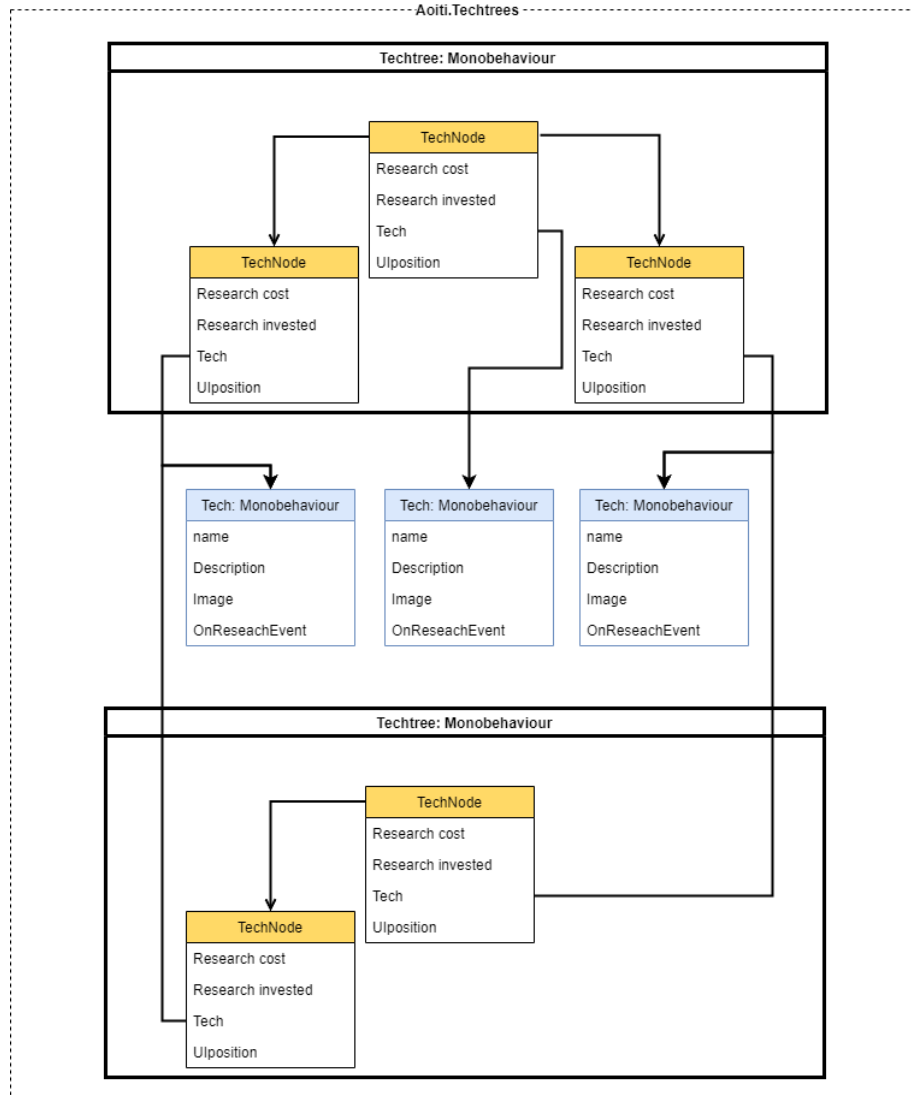 Aoiti.Techtrees
Techtree: Monobehaviour
TechNode
Research cost
Research invested
Tech
UIposition
TechNode
Research cost
Research invested
Tech
UIposition
TechNode
Research cost
Research invested
Tech
UIposition
Tech: Monobehaviour
name
Description
Image
OnReseachEvent
Tech: Monobehaviour
name
Description
Image
OnReseachEvent
Tech: Monobehaviour
name
Description
Image
OnReseachEvent
Techtree: Monobehaviour
TechNode
Research cost
Research invested
Tech
UIposition
TechNode
Research cost
Research invested
Tech
UIposition